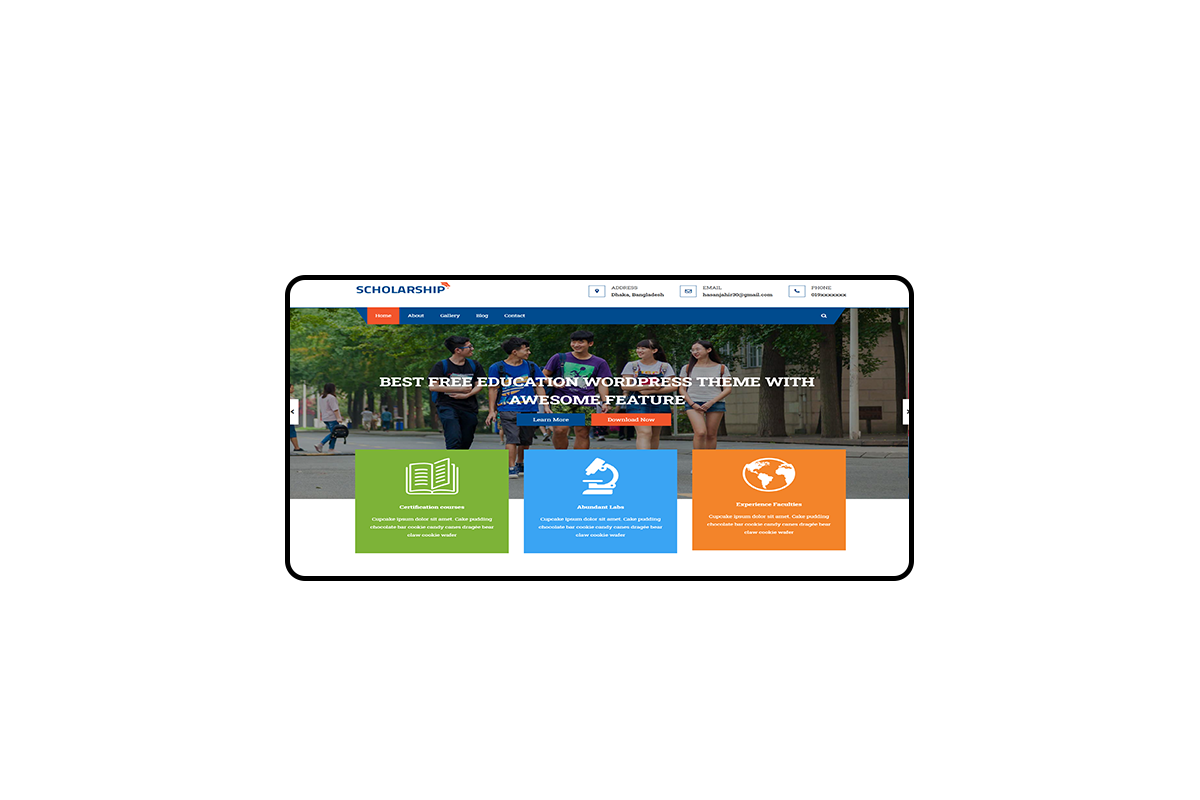 SCHOLARSHIP
ADDRESS
Dhaka, Bangladesh
EMAIL
hasanjahir90@gmail.com
PHONE
019xxxxxxxx
Home About Gallery Blog Contact
BEST FREE EDUCATION WORDPRESS THEME WITH
AWESOME FEATURE
Learn More Download Now
Certification courses
Cupcake ipsum dolor sit amet. Cake pudding
chocolate bar cookie candy canes dragée bear
claw cookie wafer
Abundant Labs
Cupcake ipsum dolor sit amet. Cake pudding
chocolate bar cookie candy canes dragée bear
claw cookie wafer
Experience Faculties
Cupcake ipsum dolor sit amet. Cake pudding
chocolate bar cookie candy canes dragée bear
claw cookie wafer